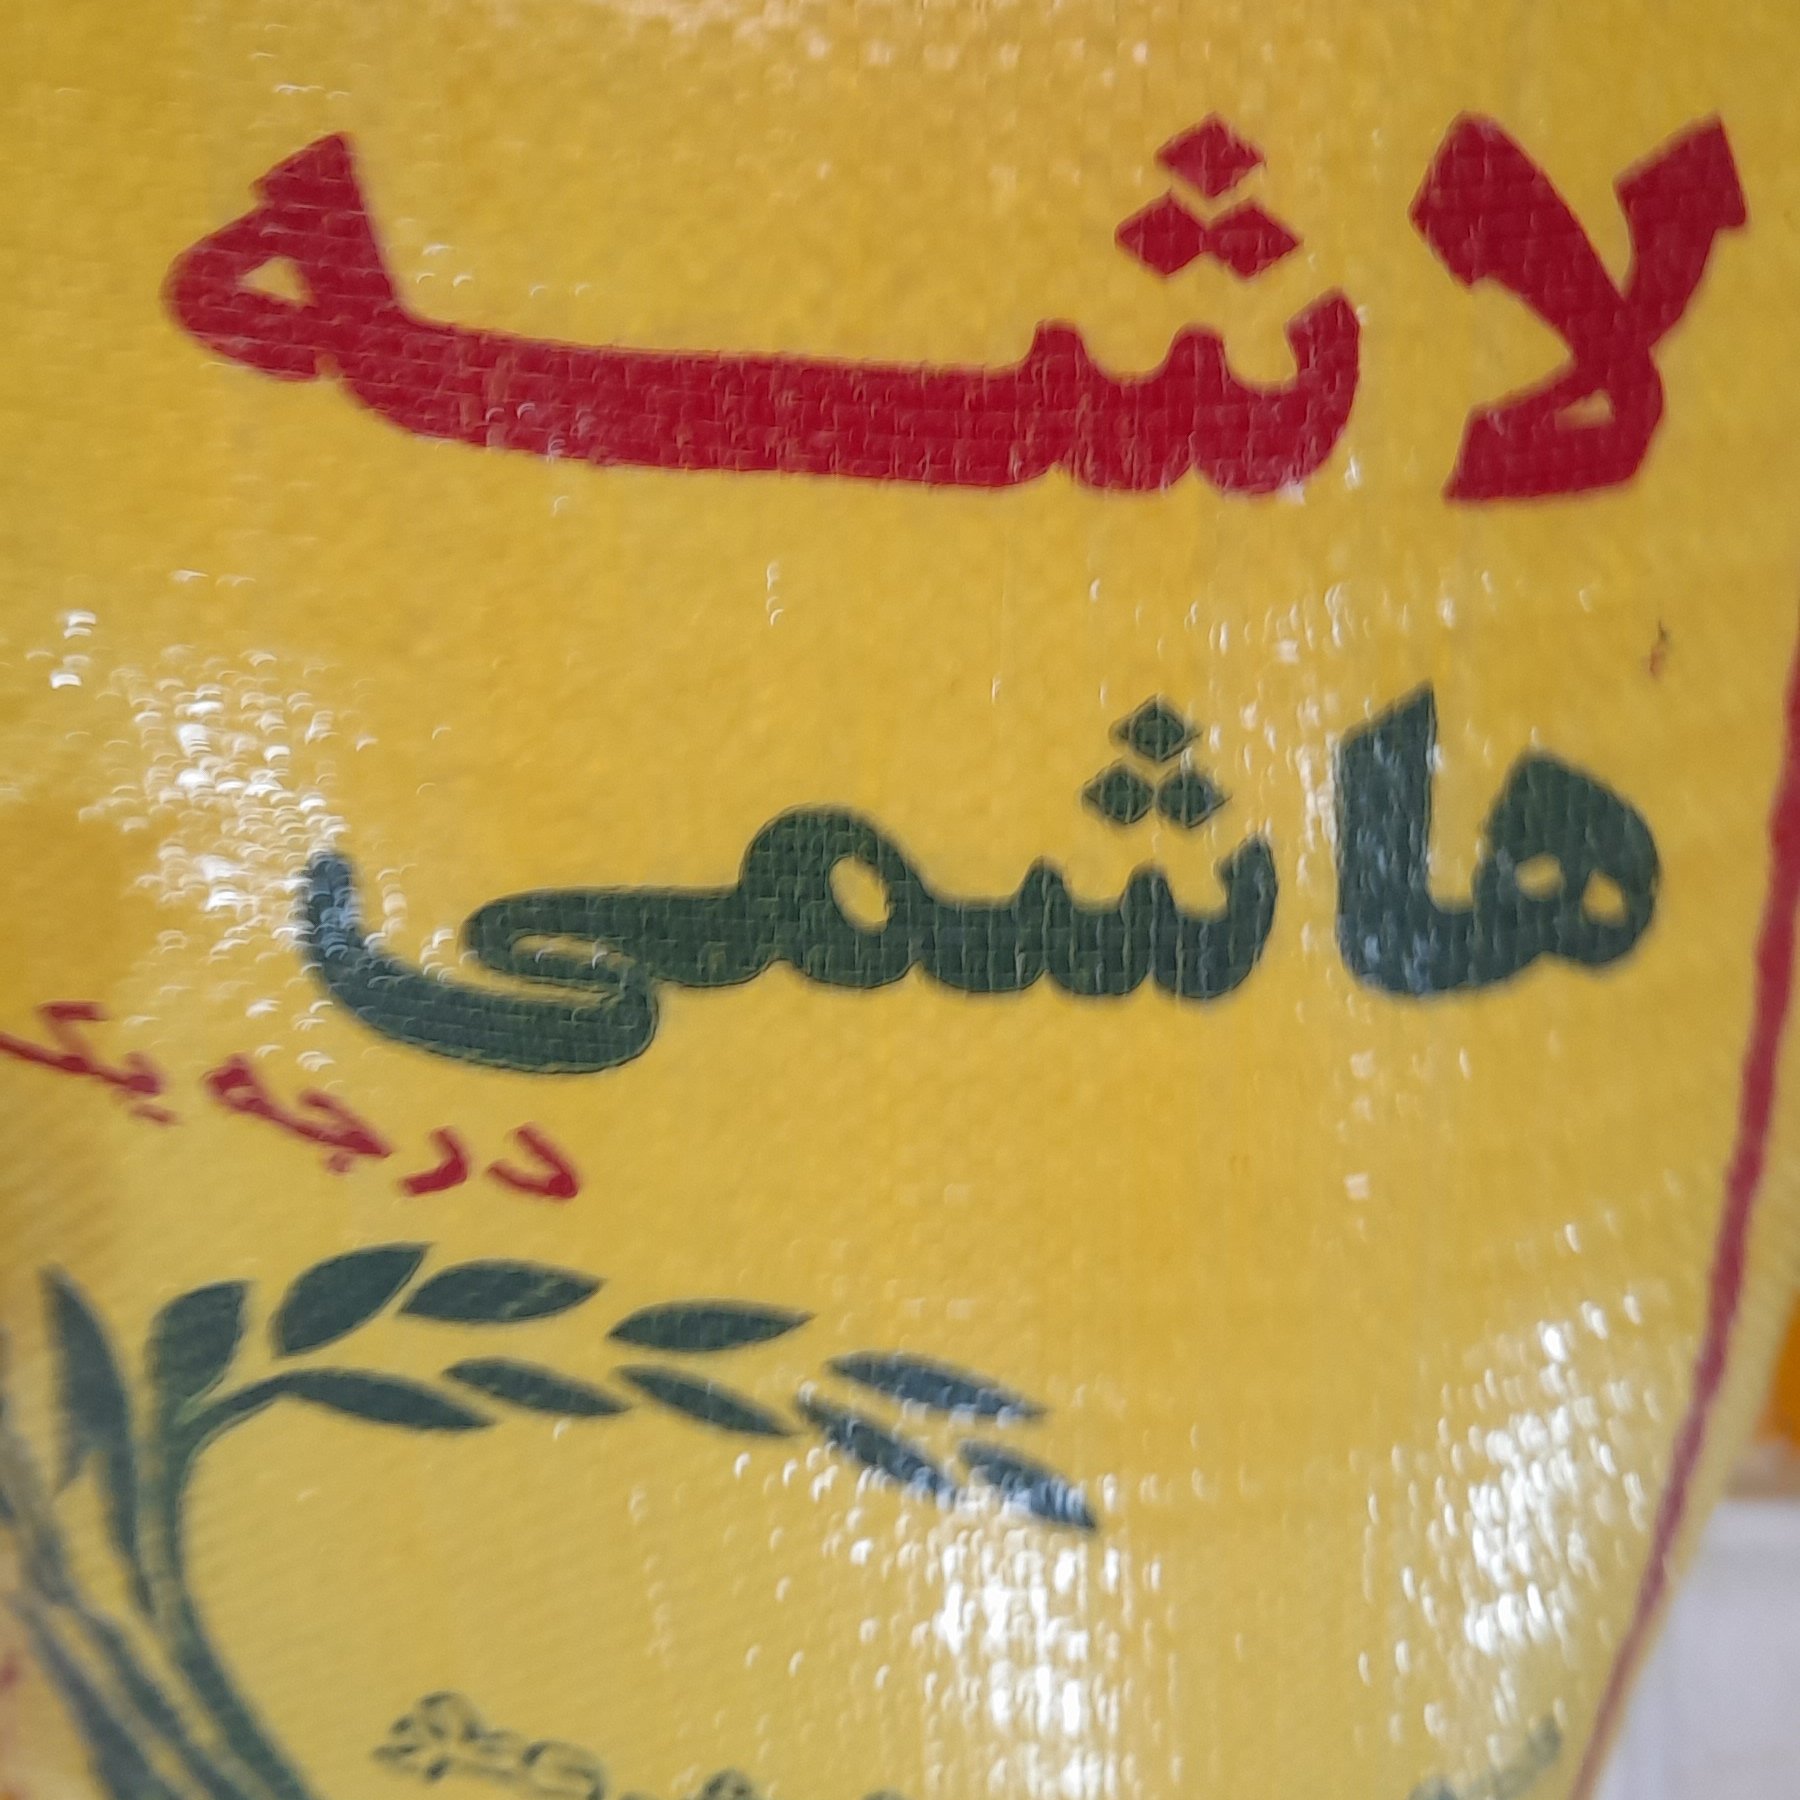 لاشه
هاشمی
درجه یک